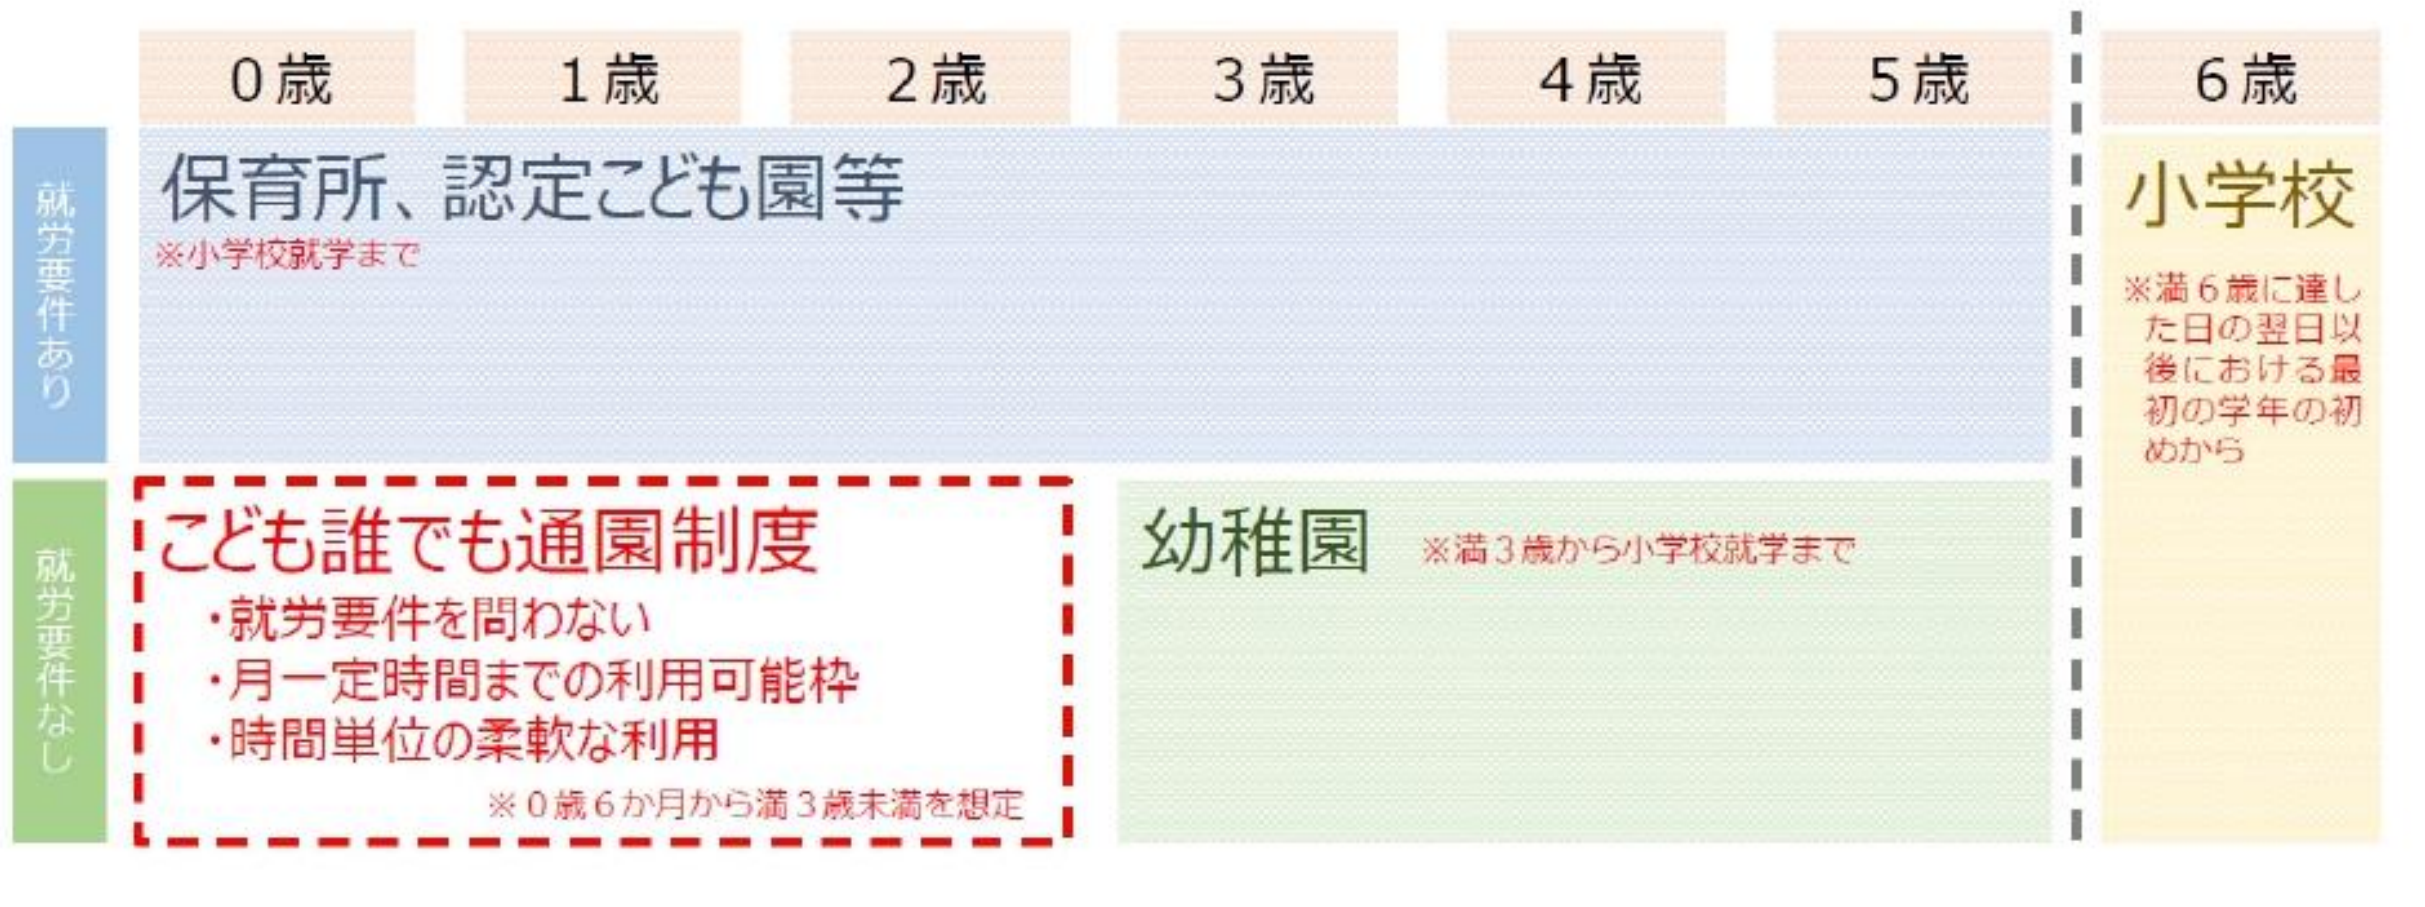 0歳 1歳 2歳 3歳 4歳 5歳 6歳
就労要件あり
保育所、認定こども園等
※小学校就学まで
小学校
※満6歳に達し
た日の翌日以
後における最
初の学年の初
めから
就労要件なし
こども誰でも通園制度
・就労要件を問わない
・月一定時間までの利用可能枠
・時間単位の柔軟な利用
※0歳6か月から満3歳未満を想定
幼稚園 ※満3歳から小学校就学まで